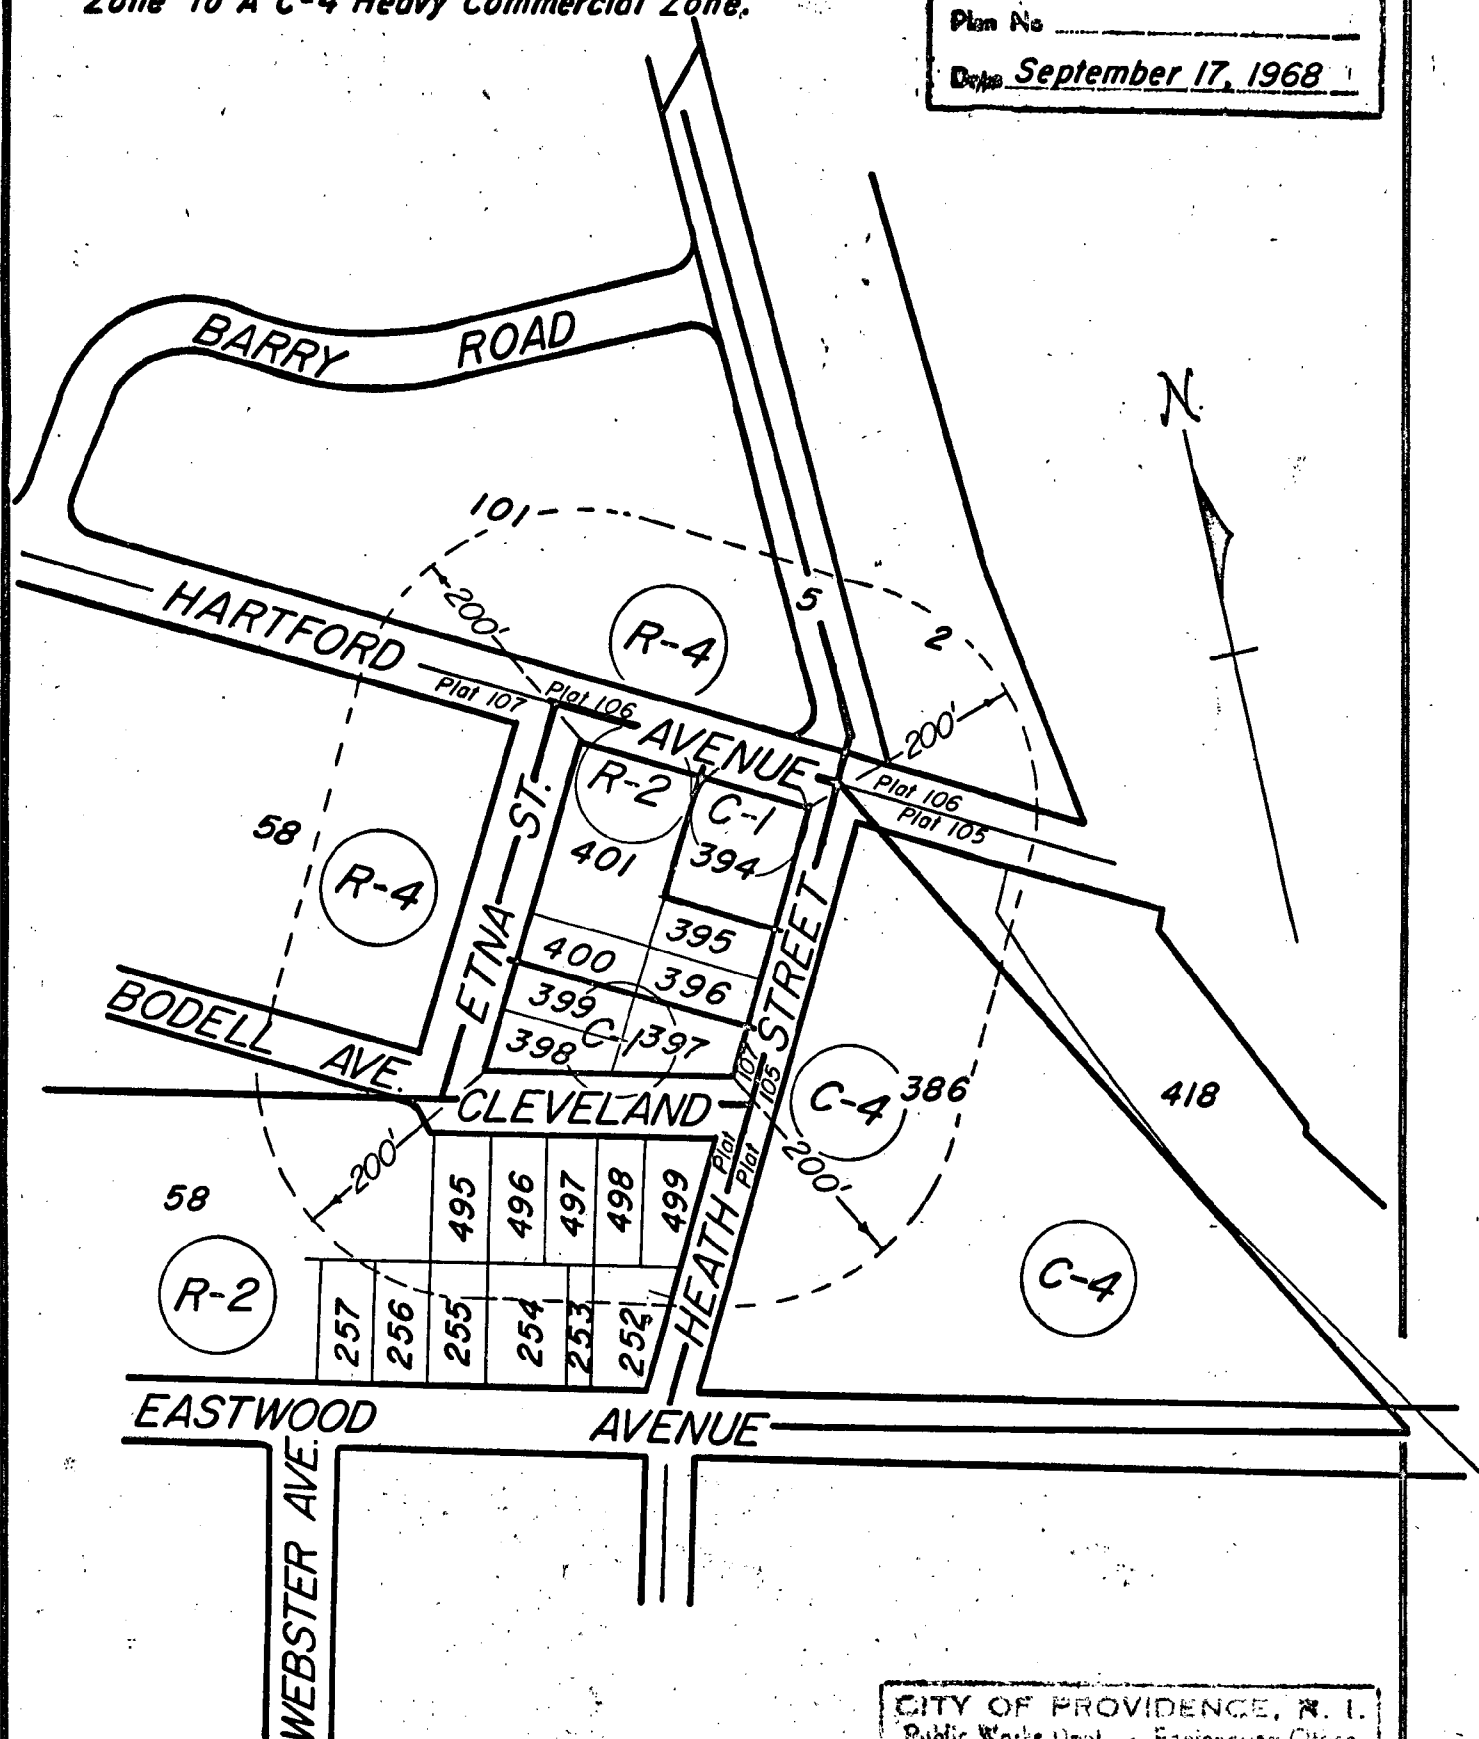 Zone To A C-4 Heavy Commercial Zone.
Plan No
Date September 17, 1968
BARRY ROAD
N.
101
HARTFORD AVENUE
200'
R-4
5
2
200'
Plat 107
Plat 106
Plat 106
Plat 105
R-2
C-1
394
401
58
R-4
ETNA ST.
395
400
396
399
C-1
397
398
HEATH STREET
BODELL AVE.
CLEVELAND
Plat 107
Plat 105
C-4
386
418
200'
200'
58
495
496
497
498
499
R-2
C-4
257
256
255
254
253
252
EASTWOOD AVENUE
WEBSTER AVE.
CITY OF PROVIDENCE, R. I.
Public Works Dept.